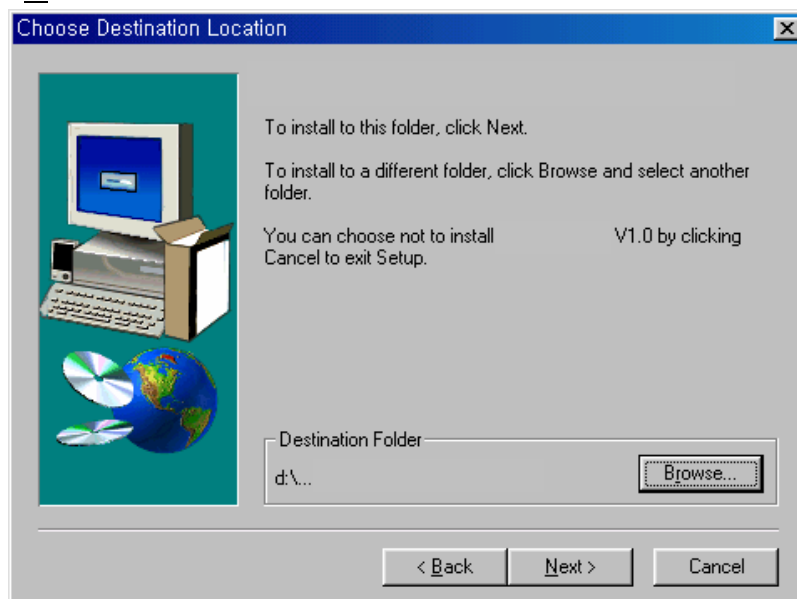 Choose Destination Location
To install to this folder, click Next.
To install to a different folder, click Browse and select another
folder.
You can choose not to install V1.0 by clicking
Cancel to exit Setup.
Destination Folder
d:\...
Browse...
< Back
Next >
Cancel